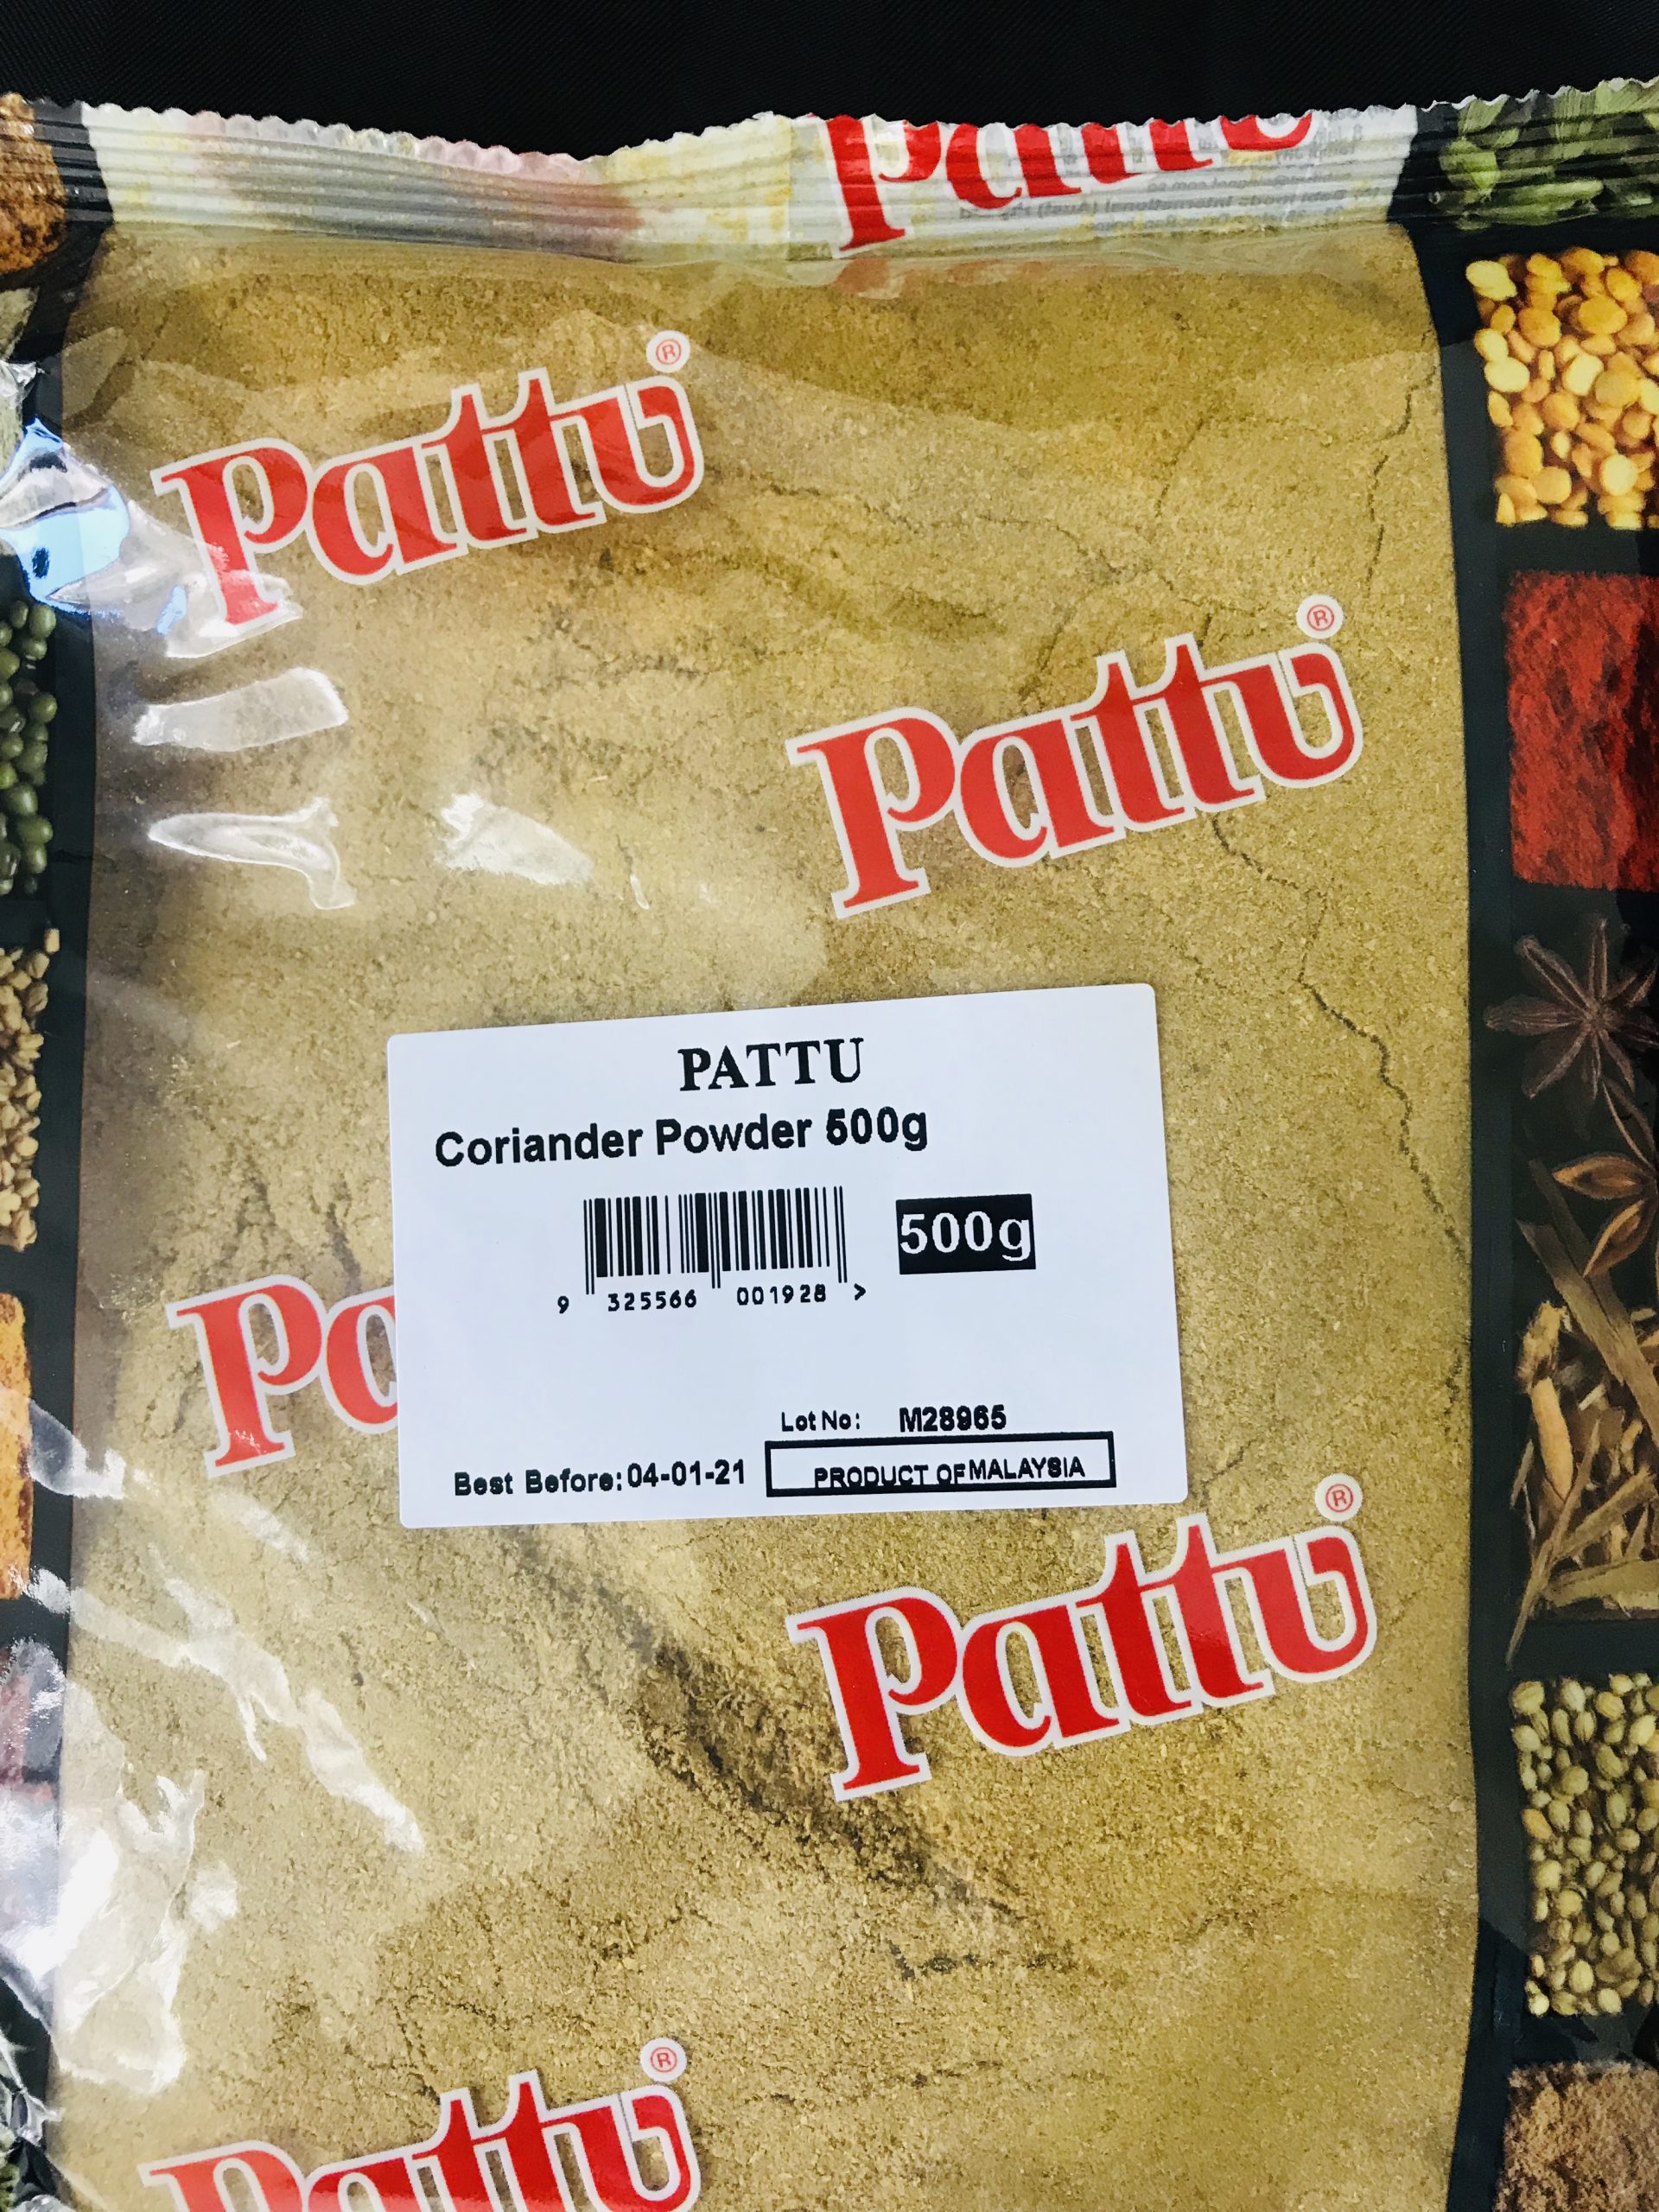 Pattu
Pattu®
Pattu®
PATTU
Coriander Powder 500g
500g
9 325566 001928 >
Lot No: M28965
Best Before: 04-01-21
PRODUCT OF MALAYSIA
Pattu®
Pattu®